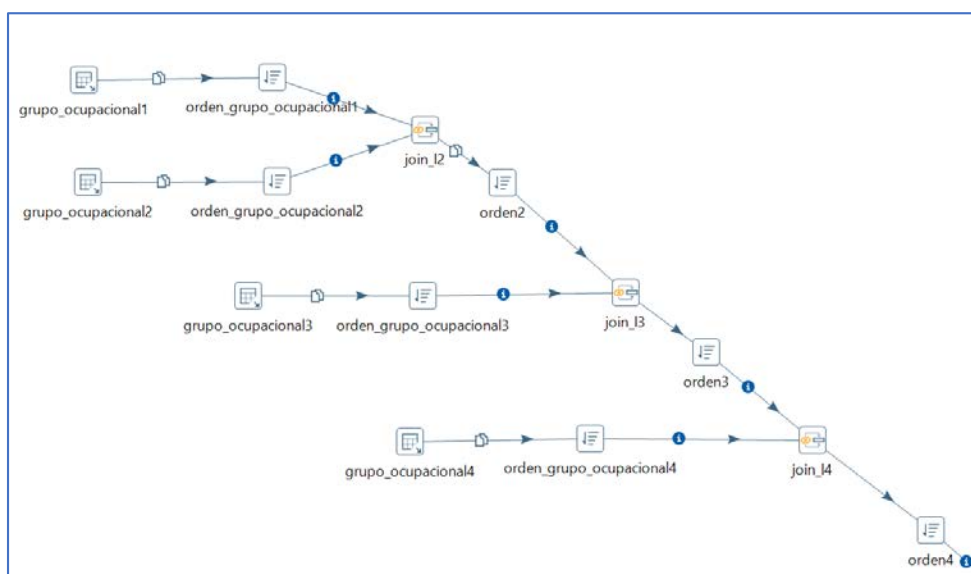 grupo_ocupacional1
orden_grupo_ocupacional1
join_l2
grupo_ocupacional2
orden_grupo_ocupacional2
orden2
grupo_ocupacional3
orden_grupo_ocupacional3
join_l3
orden3
grupo_ocupacional4
orden_grupo_ocupacional4
join_l4
orden4